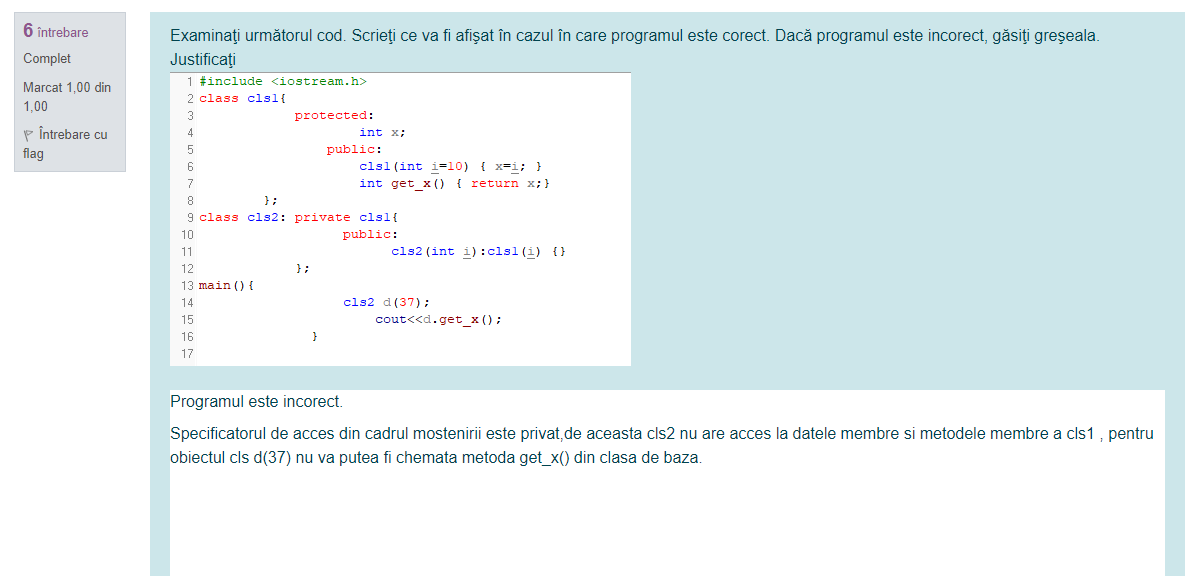 6 întrebare
Complet
Marcat 1,00 din
1,00
Întrebare cu
flag
Examinaţi următorul cod. Scrieţi ce va fi afişat în cazul în care programul este corect. Dacă programul este incorect, găsiţi greşeala.
Justificaţi
1 #include <iostream.h>
2 class cls1{
3 protected:
4 int x;
5 public:
6 cls1(int i=10) { x=i; }
7 int get_x() { return x;}
8 };
9 class cls2: private cls1{
10 public:
11 cls2(int i):cls1(i) {}
12 };
13 main(){
14 cls2 d(37);
15 cout<<d.get_x();
16 }
17
Programul este incorect.
Specificatorul de acces din cadrul mostenirii este privat,de aceasta cls2 nu are acces la datele membre si metodele membre a cls1 , pentru
obiectul cls d(37) nu va putea fi chemata metoda get_x() din clasa de baza.